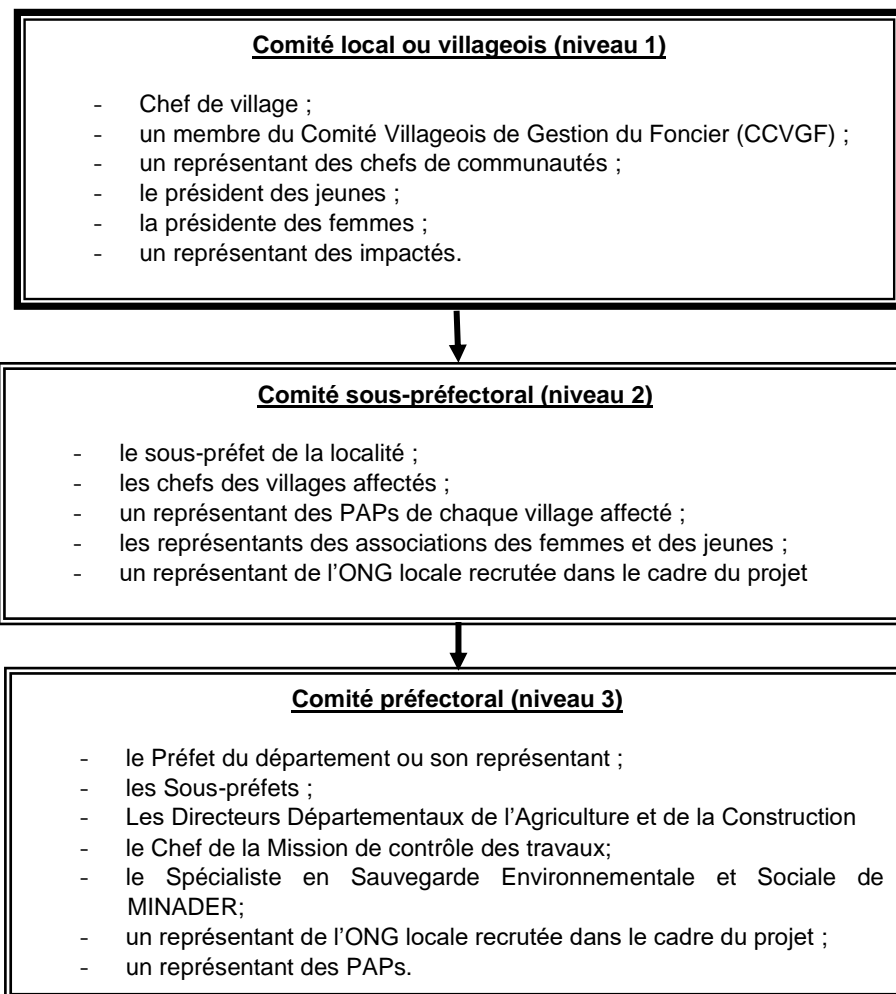 Comité local ou villageois (niveau 1)
- Chef de village ;
- un membre du Comité Villageois de Gestion du Foncier (CCVGF) ;
- un représentant des chefs de communautés ;
- le président des jeunes ;
- la présidente des femmes ;
- un représentant des impactés.
Comité sous-préfectoral (niveau 2)
- le sous-préfet de la localité ;
- les chefs des villages affectés ;
- un représentant des PAPs de chaque village affecté ;
- les représentants des associations des femmes et des jeunes ;
- un représentant de l’ONG locale recrutée dans le cadre du projet
Comité préfectoral (niveau 3)
- le Préfet du département ou son représentant ;
- les Sous-préfets ;
- Les Directeurs Départementaux de l’Agriculture et de la Construction
- le Chef de la Mission de contrôle des travaux;
- le Spécialiste en Sauvegarde Environnementale et Sociale de
MINADER;
- un représentant de l’ONG locale recrutée dans le cadre du projet ;
- un représentant des PAPs.